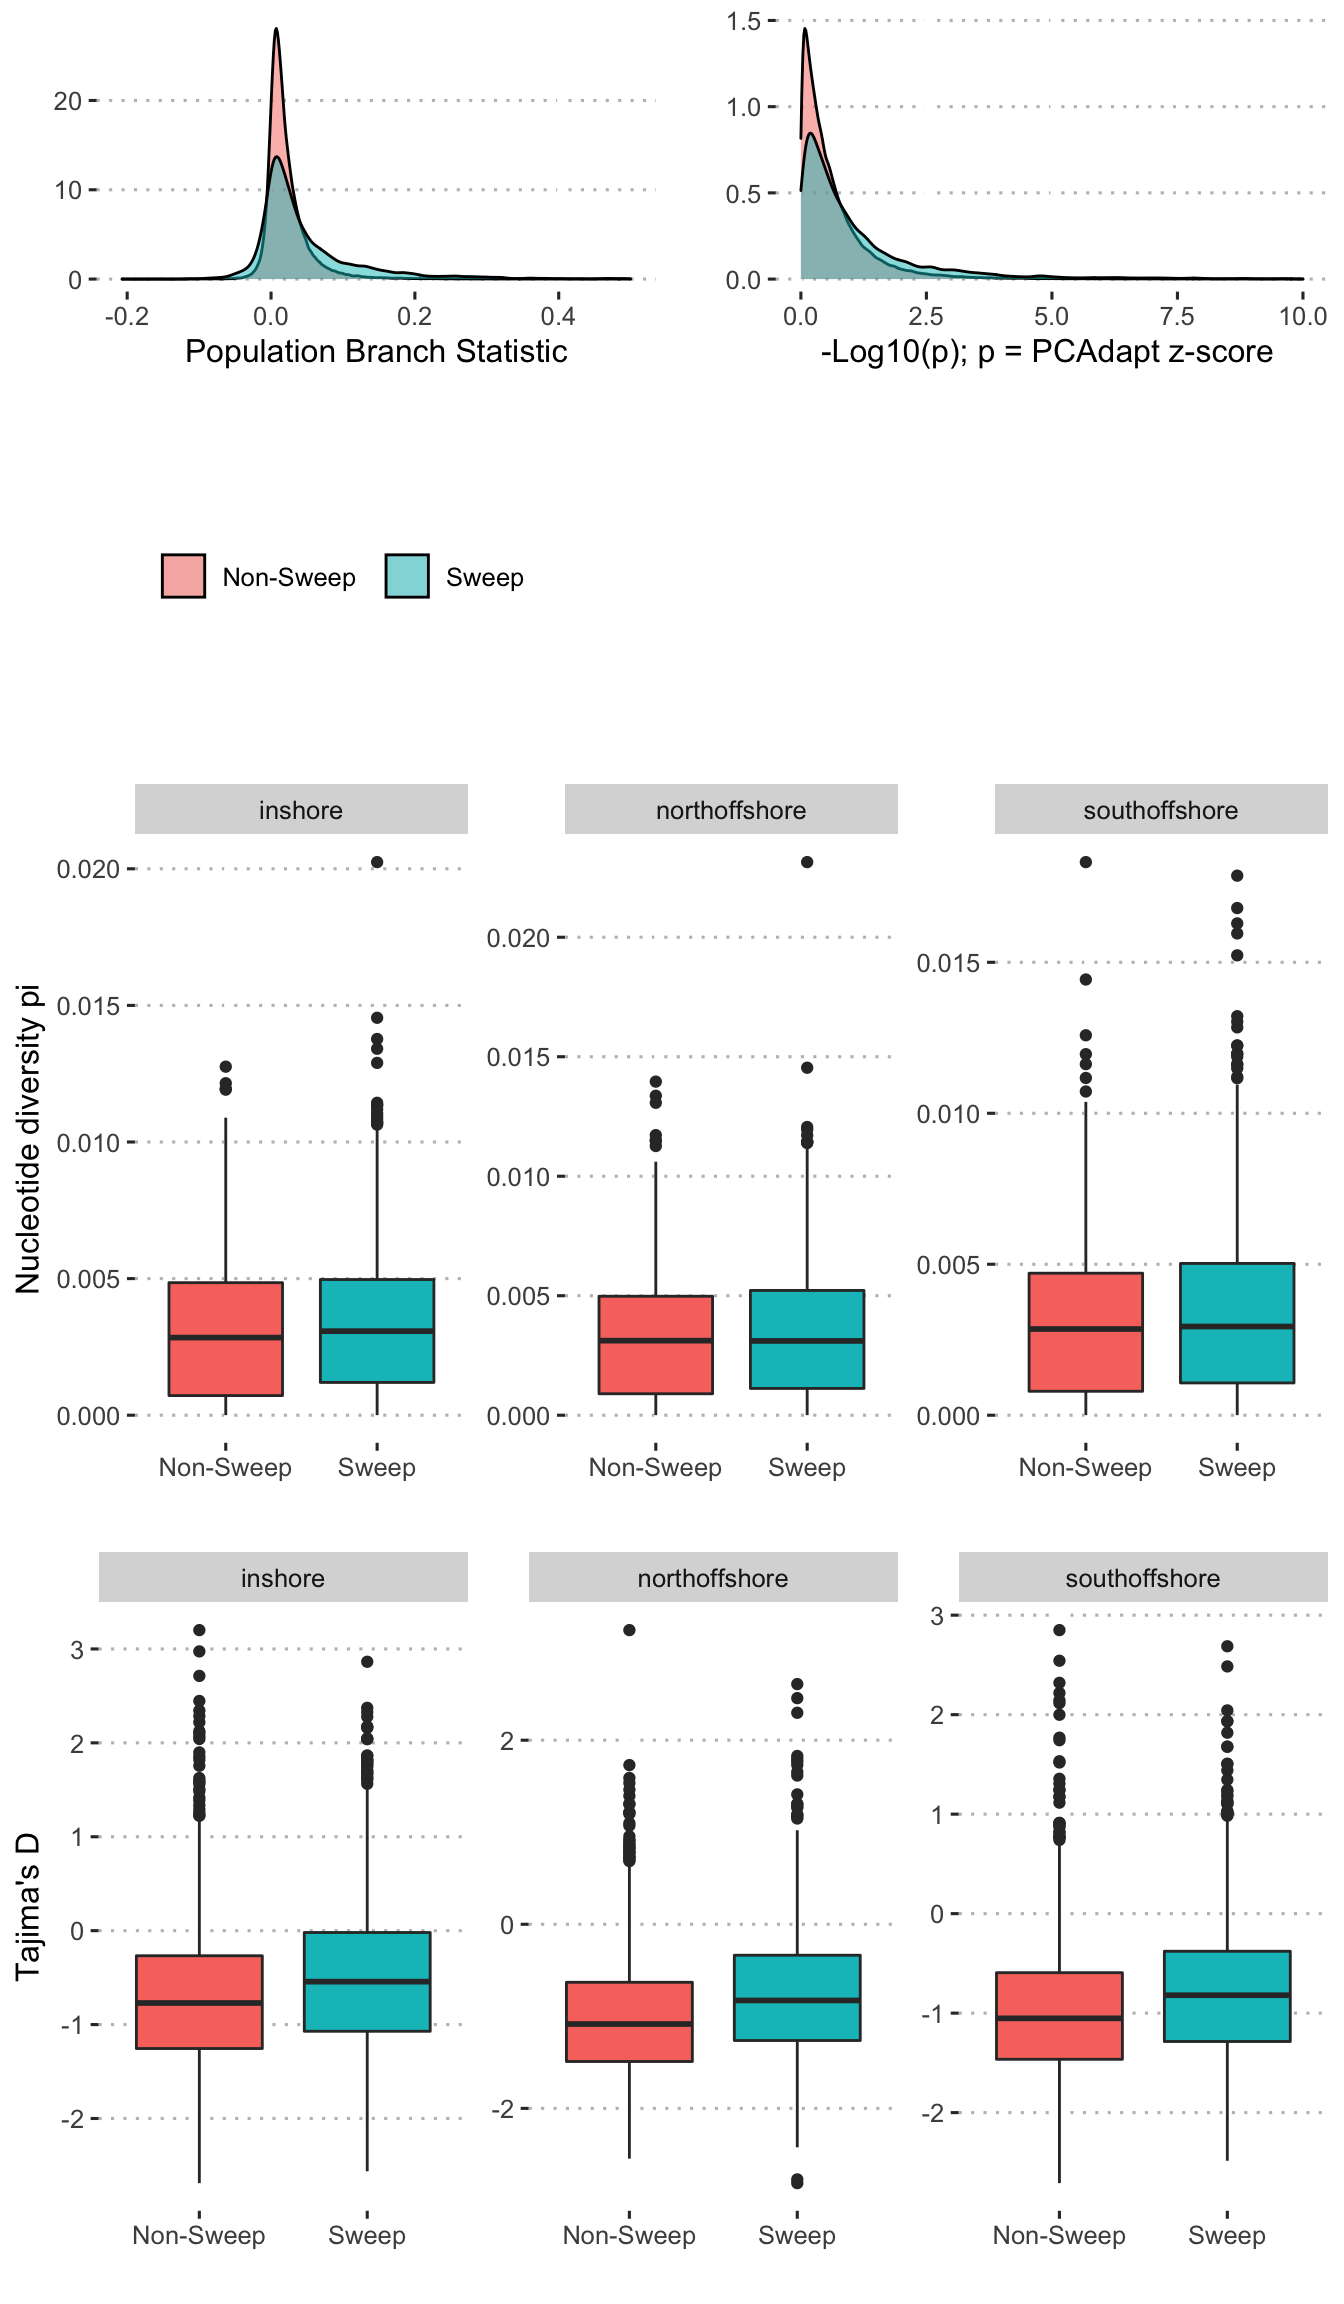 20
10
0
-0.2 0.0 0.2 0.4
Population Branch Statistic
1.5
1.0
0.5
0.0
0.0 2.5 5.0 7.5 10.0
-Log10(p); p = PCAdapt z-score
Non-Sweep Sweep
Nucleotide diversity pi
inshore
0.020
0.015
0.010
0.005
0.000
Non-Sweep Sweep
northoffshore
0.020
0.015
0.010
0.005
0.000
Non-Sweep Sweep
southoffshore
0.015
0.010
0.005
0.000
Non-Sweep Sweep
Tajima's D
inshore
3
2
1
0
-1
-2
Non-Sweep Sweep
northoffshore
2
0
-2
Non-Sweep Sweep
southoffshore
3
2
1
0
-1
-2
Non-Sweep Sweep